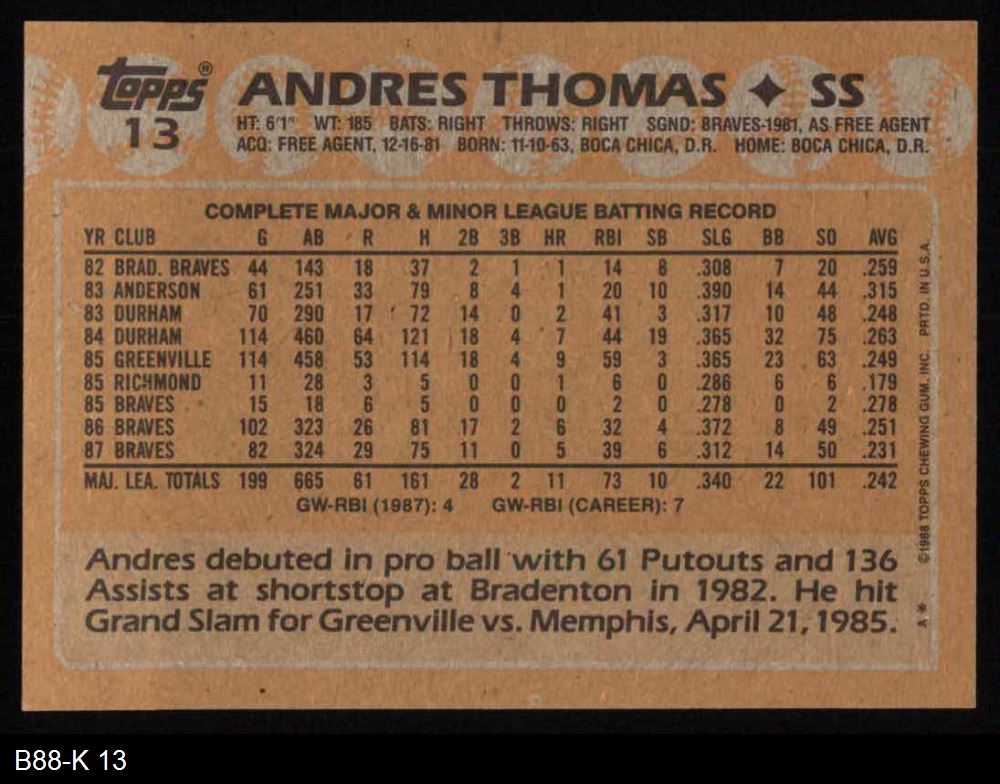 Topps®
13
ANDRES THOMAS ✦ SS
HT: 6'1" WT: 185 BATS: RIGHT THROWS: RIGHT SGND: BRAVES-1981, AS FREE AGENT
ACQ: FREE AGENT, 12-16-81 BORN: 11-10-63, BOCA CHICA, D.R. HOME: BOCA CHICA, D.R.
COMPLETE MAJOR & MINOR LEAGUE BATTING RECORD
YR CLUB G AB R H 2B 3B HR RBI SB SLG BB SO AVG
82 BRAD. BRAVES 44 143 18 37 2 1 1 14 8 .308 7 20 .259
83 ANDERSON 61 251 33 79 8 4 1 20 10 .390 14 44 .315
83 DURHAM 70 290 17 72 14 0 2 41 3 .317 10 48 .248
84 DURHAM 114 460 64 121 18 4 7 44 19 .365 32 75 .263
85 GREENVILLE 114 458 53 114 18 4 9 59 3 .365 23 63 .249
85 RICHMOND 11 28 3 5 0 0 1 6 0 .286 6 6 .179
85 BRAVES 15 18 6 5 0 0 0 2 0 .278 0 2 .278
86 BRAVES 102 323 26 81 17 2 6 32 4 .372 8 49 .251
87 BRAVES 82 324 29 75 11 0 5 39 6 .312 14 50 .231
MAJ. LEA. TOTALS 199 665 61 161 28 2 11 73 10 .340 22 101 .242
GW-RBI (1987): 4 GW-RBI (CAREER): 7
Andres debuted in pro ball with 61 Putouts and 136
Assists at shortstop at Bradenton in 1982. He hit
Grand Slam for Greenville vs. Memphis, April 21, 1985.
A* ©1988 TOPPS CHEWING GUM, INC. PRTD. IN U.S.A.
B88-K 13